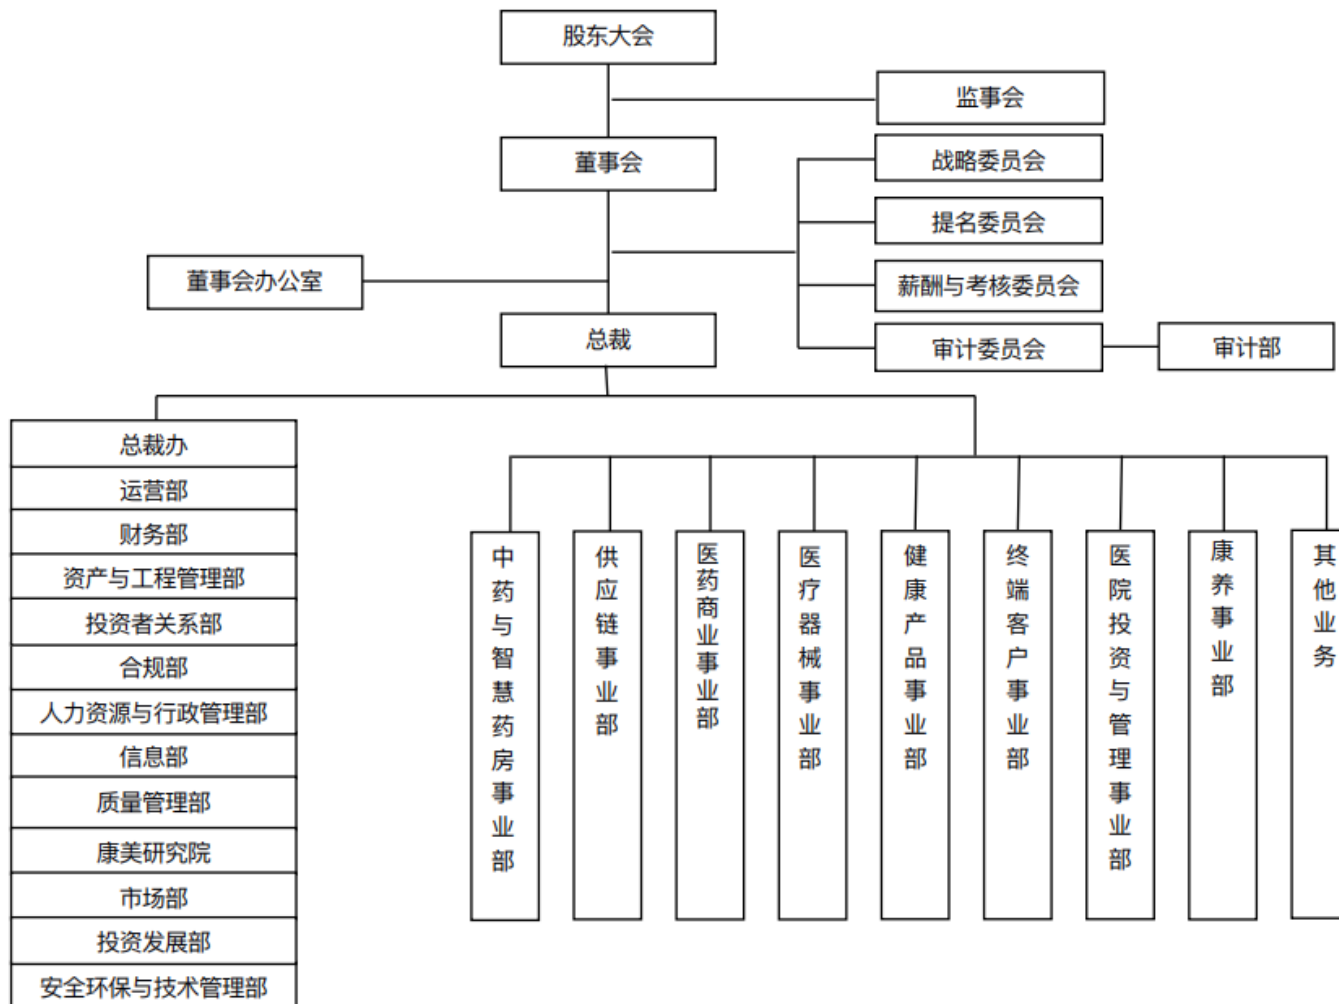 股东大会
监事会
董事会
战略委员会
提名委员会
董事会办公室
薪酬与考核委员会
总裁
审计委员会
审计部
总裁办
运营部
财务部
资产与工程管理部
投资者关系部
合规部
人力资源与行政管理部
信息部
质量管理部
康美研究院
市场部
投资发展部
安全环保与技术管理部
中药与智慧药房事业部
供应链事业部
医药商业事业部
医疗器械事业部
健康产品事业部
终端客户事业部
医院投资与管理事业部
康养事业部
其他业务